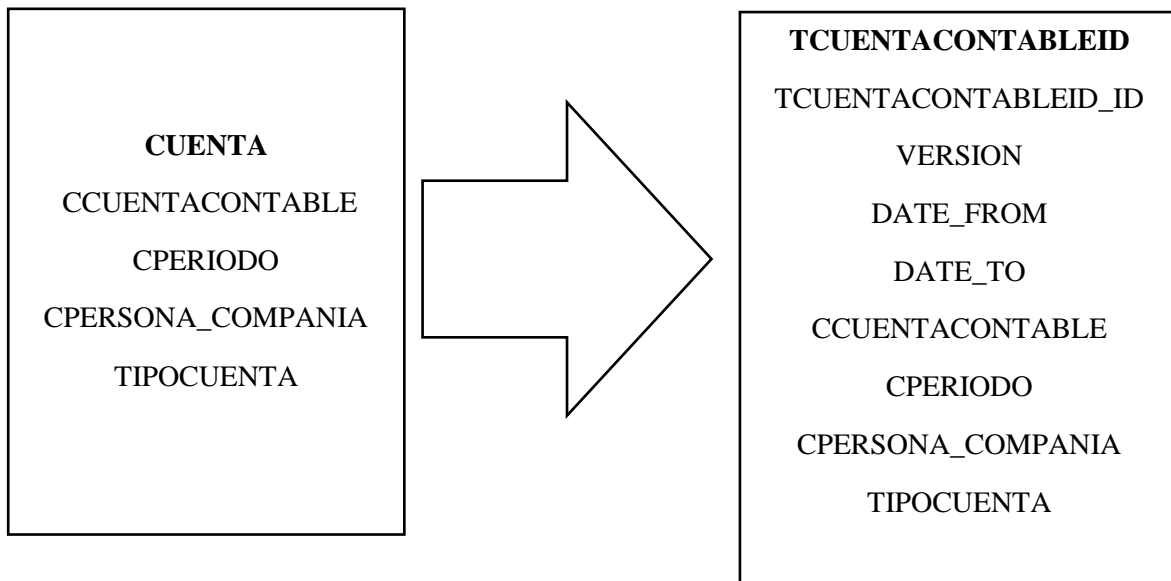 CUENTA
CCUENTACONTABLE
CPERIODO
CPERSONA_COMPANIA
TIPOCUENTA
TCUENTACONTABLEID
TCUENTACONTABLEID_ID
VERSION
DATE_FROM
DATE_TO
CCUENTACONTABLE
CPERIODO
CPERSONA_COMPANIA
TIPOCUENTA